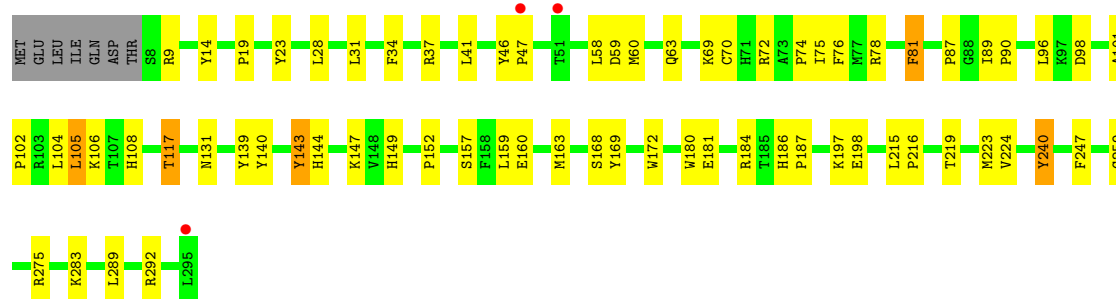 MET GLU LEU ILE GLN ASP THR S8 R9 Y14 P19 Y23 L28 L31 F34 R37 L41 Y46 P47 T51 L58 D59 M60 Q63 K69 C70 H71 R72 A73 P74 I75 F76 M77 R78 F81 P87 G88 I89 P90 L96 K97 D98
P102 R103 L104 L105 K106 T107 H108 T117 N131 Y139 Y140 Y143 H144 K147 V148 H149 P152 S157 F158 L159 E160 M163 S168 Y169 W172 W180 E181 R184 T185 H186 P187 K197 E198 L215 P216 T219 M223 V224 Y240 F247
R275 K283 L289 R292 L295